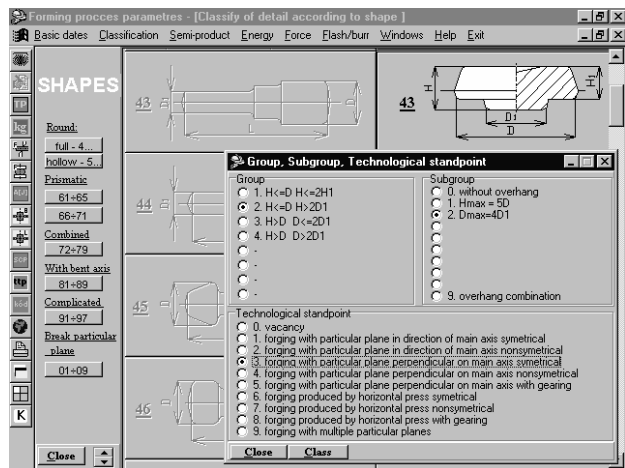 Forming procces parametres - [Classify of detail according to shape ]
Basic dates Classification Semi-product Energy Force Flash/burr Windows Help Exit
SHAPES
Round:
full - 4...
hollow - 5...
Prismatic
61÷65
66÷71
Combined
72÷79
With bent axis
81÷89
Complicated
91÷97
Break particular
plane
01÷09
Close
TP
kg
ttp
kód
K
43
L
44
45
46
43
H
H1
D1
D
Group, Subgroup, Technological standpoint
Group
1. H<=D H<=2H1
2. H<=D H>2D1
3. H>D D<=2D1
4. H>D D>2D1
-
-
-
-
Subgroup
0. without overhang
1. Hmax = 5D
2. Dmax=4D1
9. overhang combination
Technological standpoint
0. vacancy
1. forging with particular plane in direction of main axis symetrical
2. forging with particular plane in direction of main axis nonsymetrical
3. forging with particular plane perpendicular on main axis symetrical
4. forging with particular plane perpendicular on main axis nonsymetrical
5. forging with particular plane perpendicular on main axis with gearing
6. forging produced by horizontal press symetrical
7. forging produced by horizontal press nonsymetrical
8. forging produced by horizontal press with gearing
9. forging with multiple particular planes
Close Class